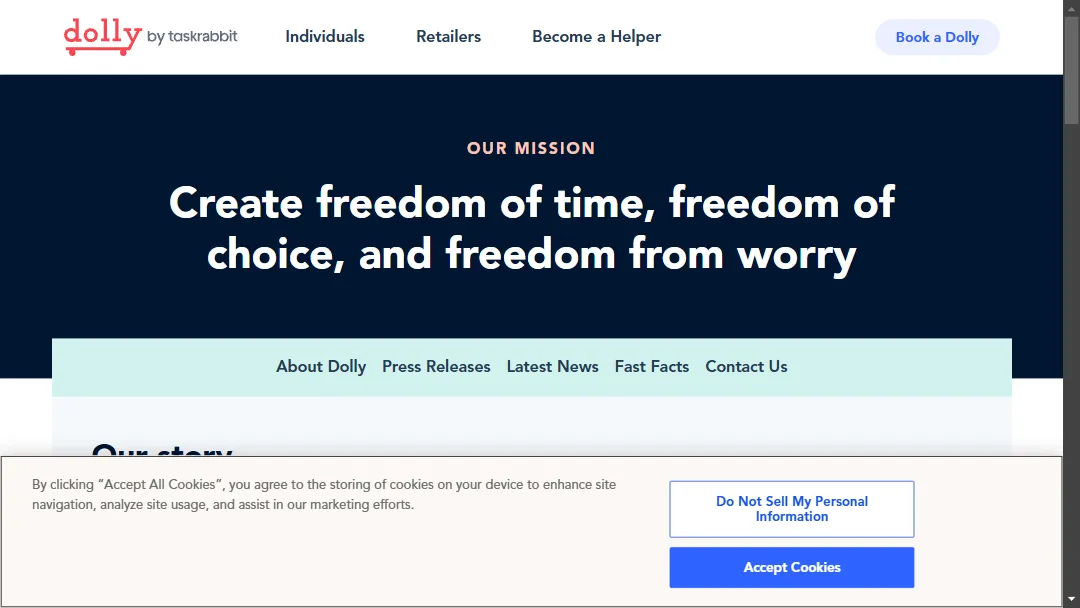 dolly by taskrabbit
Individuals
Retailers
Become a Helper
Book a Dolly
OUR MISSION
Create freedom of time, freedom of
choice, and freedom from worry
About Dolly
Press Releases
Latest News
Fast Facts
Contact Us
Our story
By clicking “Accept All Cookies”, you agree to the storing of cookies on your device to enhance site
navigation, analyze site usage, and assist in our marketing efforts.
Do Not Sell My Personal
Information
Accept Cookies